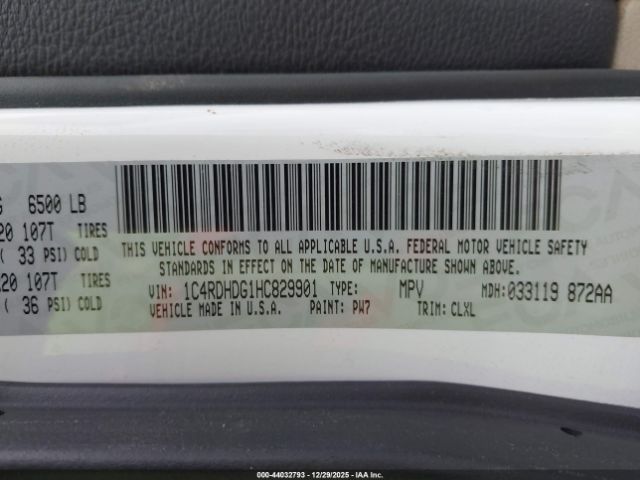 6500 LB
20 107T TIRES
( 33 PSI) COLD
20 107T TIRES
( 36 PSI) COLD
THIS VEHICLE CONFORMS TO ALL APPLICABLE U.S.A. FEDERAL MOTOR VEHICLE SAFETY
STANDARDS IN EFFECT ON THE DATE OF MANUFACTURE SHOWN ABOVE.
VIN: 1C4RDHDG1HC829901 TYPE: MPV MDH:033119 872AA
VEHICLE MADE IN U.S.A. PAINT: PW7 TRIM: CLXL
000-44032793 - 12/29/2025 - IAA Inc.